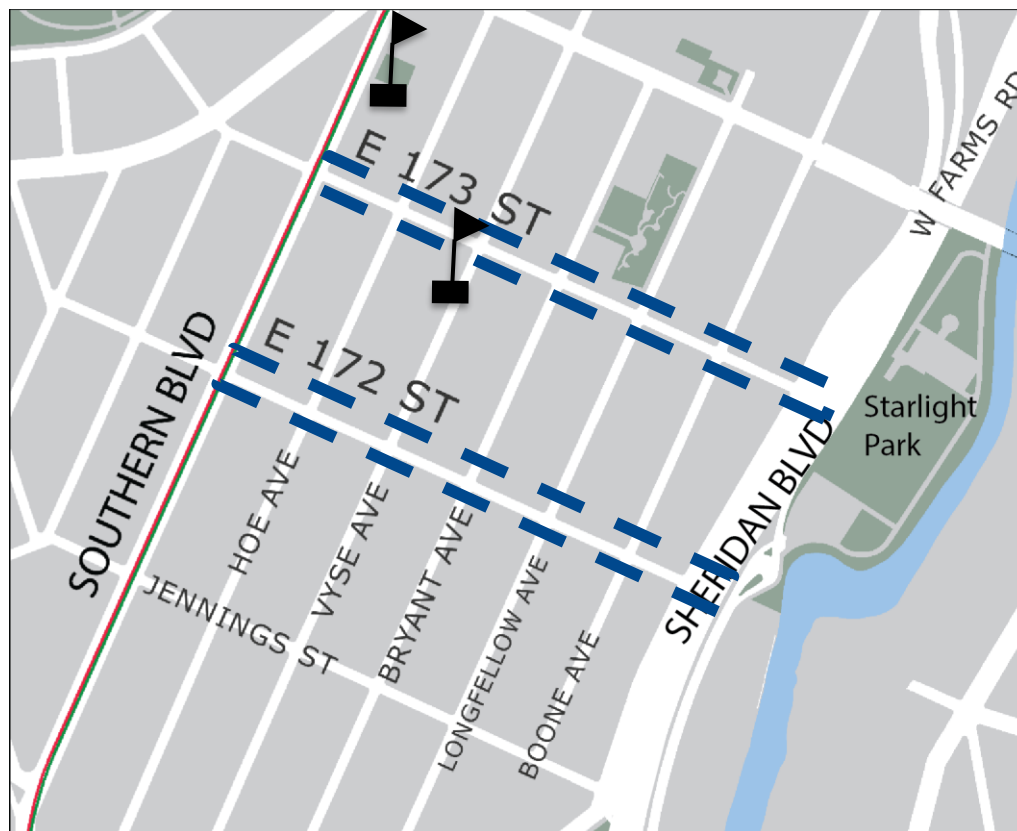 E 173 ST
W FARMS RD
E 172 ST
SOUTHERN BLVD
Starlight
Park
SHERIDAN BLVD
HOE AVE
VYSE AVE
BRYANT AVE
LONGFELLOW AVE
BOONE AVE
JENNINGS ST